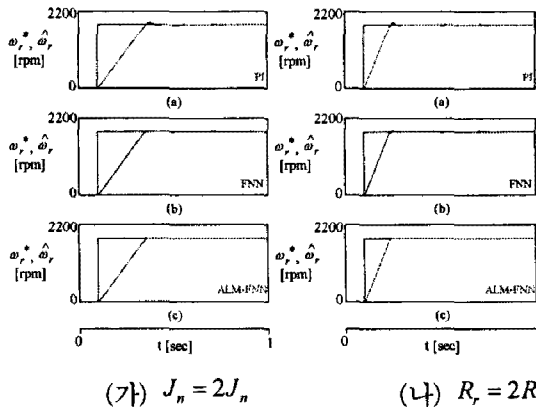 2200
ω_r^*, ω̂_r
[rpm]
0
PI
(a)
2200
ω_r^*, ω̂_r
[rpm]
0
FNN
(b)
2200
ω_r^*, ω̂_r
[rpm]
0
ALM-FNN
(c)
0 1
t [sec]
(가) J_n = 2J_n
2200
ω_r^*, ω̂_r
[rpm]
0
PI
(a)
2200
ω_r^*, ω̂_r
[rpm]
0
FNN
(b)
2200
ω_r^*, ω̂_r
[rpm]
0
ALM-FNN
(c)
0
t [sec]
(나) R_r = 2R